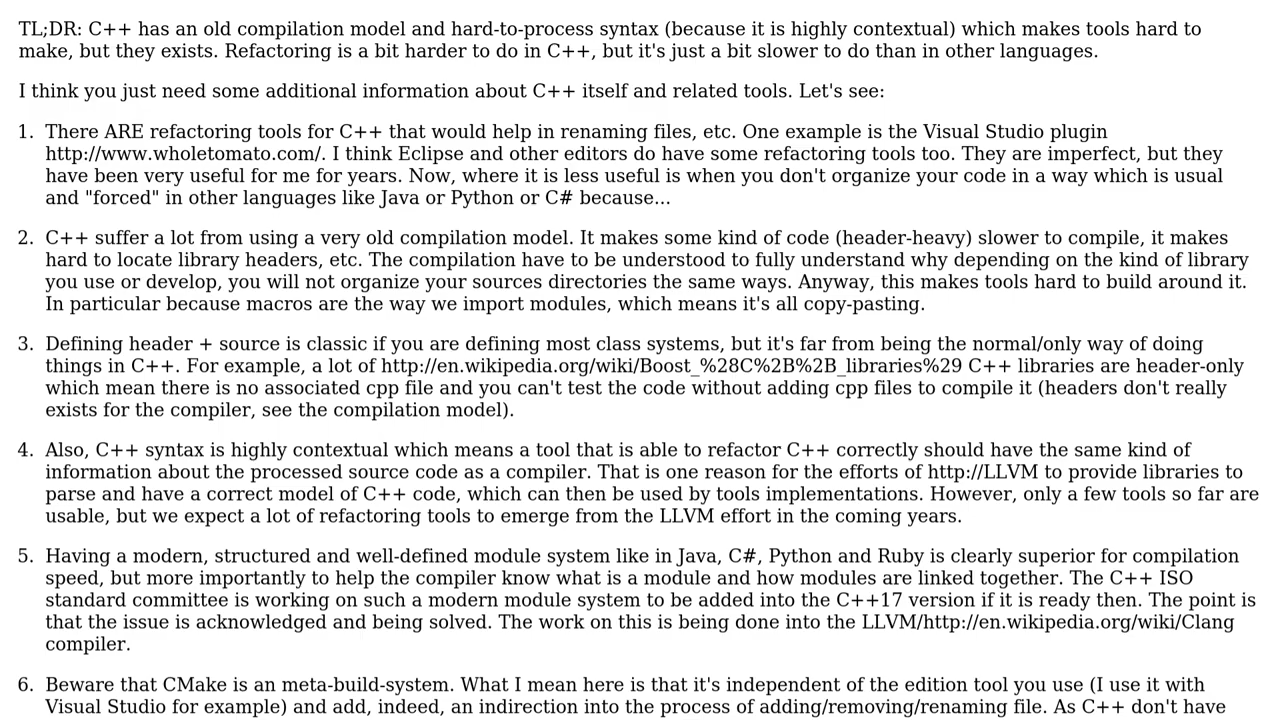 TL;DR: C++ has an old compilation model and hard-to-process syntax (because it is highly contextual) which makes tools hard to
make, but they exists. Refactoring is a bit harder to do in C++, but it's just a bit slower to do than in other languages.
I think you just need some additional information about C++ itself and related tools. Let's see:
1. There ARE refactoring tools for C++ that would help in renaming files, etc. One example is the Visual Studio plugin
http://www.wholetomato.com/. I think Eclipse and other editors do have some refactoring tools too. They are imperfect, but they
have been very useful for me for years. Now, where it is less useful is when you don't organize your code in a way which is usual
and "forced" in other languages like Java or Python or C# because...
2. C++ suffer a lot from using a very old compilation model. It makes some kind of code (header-heavy) slower to compile, it makes
hard to locate library headers, etc. The compilation have to be understood to fully understand why depending on the kind of library
you use or develop, you will not organize your sources directories the same ways. Anyway, this makes tools hard to build around it.
In particular because macros are the way we import modules, which means it's all copy-pasting.
3. Defining header + source is classic if you are defining most class systems, but it's far from being the normal/only way of doing
things in C++. For example, a lot of http://en.wikipedia.org/wiki/Boost_%28C%2B%2B_libraries%29 C++ libraries are header-only
which mean there is no associated cpp file and you can't test the code without adding cpp files to compile it (headers don't really
exists for the compiler, see the compilation model).
4. Also, C++ syntax is highly contextual which means a tool that is able to refactor C++ correctly should have the same kind of
information about the processed source code as a compiler. That is one reason for the efforts of http://LLVM to provide libraries to
parse and have a correct model of C++ code, which can then be used by tools implementations. However, only a few tools so far are
usable, but we expect a lot of refactoring tools to emerge from the LLVM effort in the coming years.
5. Having a modern, structured and well-defined module system like in Java, C#, Python and Ruby is clearly superior for compilation
speed, but more importantly to help the compiler know what is a module and how modules are linked together. The C++ ISO
standard committee is working on such a modern module system to be added into the C++17 version if it is ready then. The point is
that the issue is acknowledged and being solved. The work on this is being done into the LLVM/http://en.wikipedia.org/wiki/Clang
compiler.
6. Beware that CMake is an meta-build-system. What I mean here is that it's independent of the edition tool you use (I use it with
Visual Studio for example) and add, indeed, an indirection into the process of adding/removing/renaming file. As C++ don't have